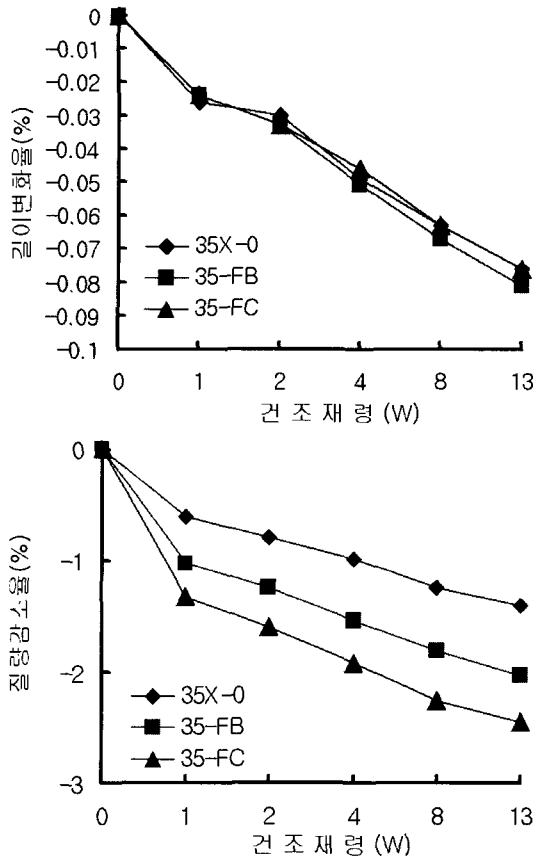 0
-0.01
-0.02
-0.03
-0.04
-0.05
-0.06
-0.07
-0.08
-0.09
-0.1
길이변화율(%)
35X-0
35-FB
35-FC
0 1 2 4 8 13
건 조 재 령 (W)
0
-1
-2
-3
질량감소율(%)
35X-0
35-FB
35-FC
0 1 2 4 8 13
건 조 재 령 (W)